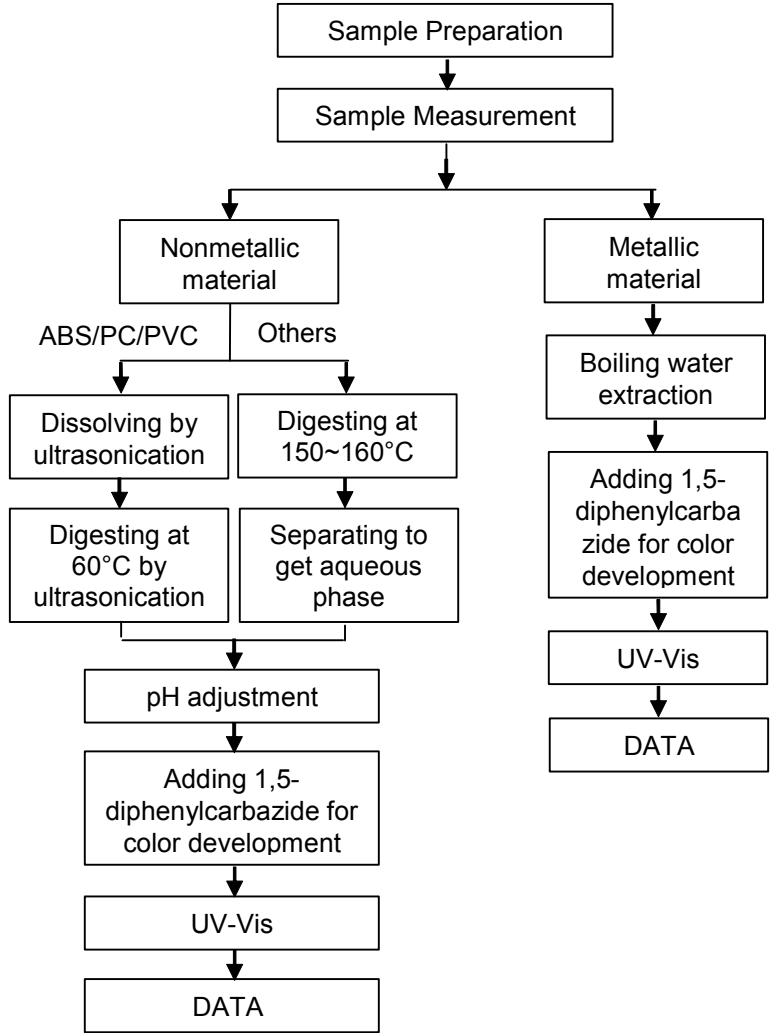 Sample Preparation
Sample Measurement
Nonmetallic
material
ABS/PC/PVC
Others
Dissolving by
ultrasonication
Digesting at
150~160°C
Digesting at
60°C by
ultrasonication
Separating to
get aqueous
phase
pH adjustment
Adding 1,5-
diphenylcarbazide for
color development
UV-Vis
DATA
Metallic
material
Boiling water
extraction
Adding 1,5-
diphenylcarba
zide for color
development
UV-Vis
DATA